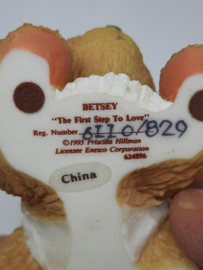 BETSEY
"The First Step To Love"
Reg. Number 6110/829
©1995 Priscilla Hillman
Licensee Enesco Corporation
624896
China